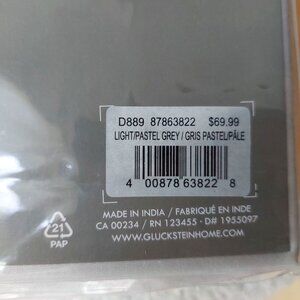 D889 87863822 $69.99
LIGHT/PASTEL GREY / GRIS PASTEL/PÂLE
4 00878 63822 8
MADE IN INDIA / FABRIQUÉ EN INDE
CA 00234 / RN 123455 - D# 1955097
WWW.GLUCKSTEINHOME.COM
21
PAP